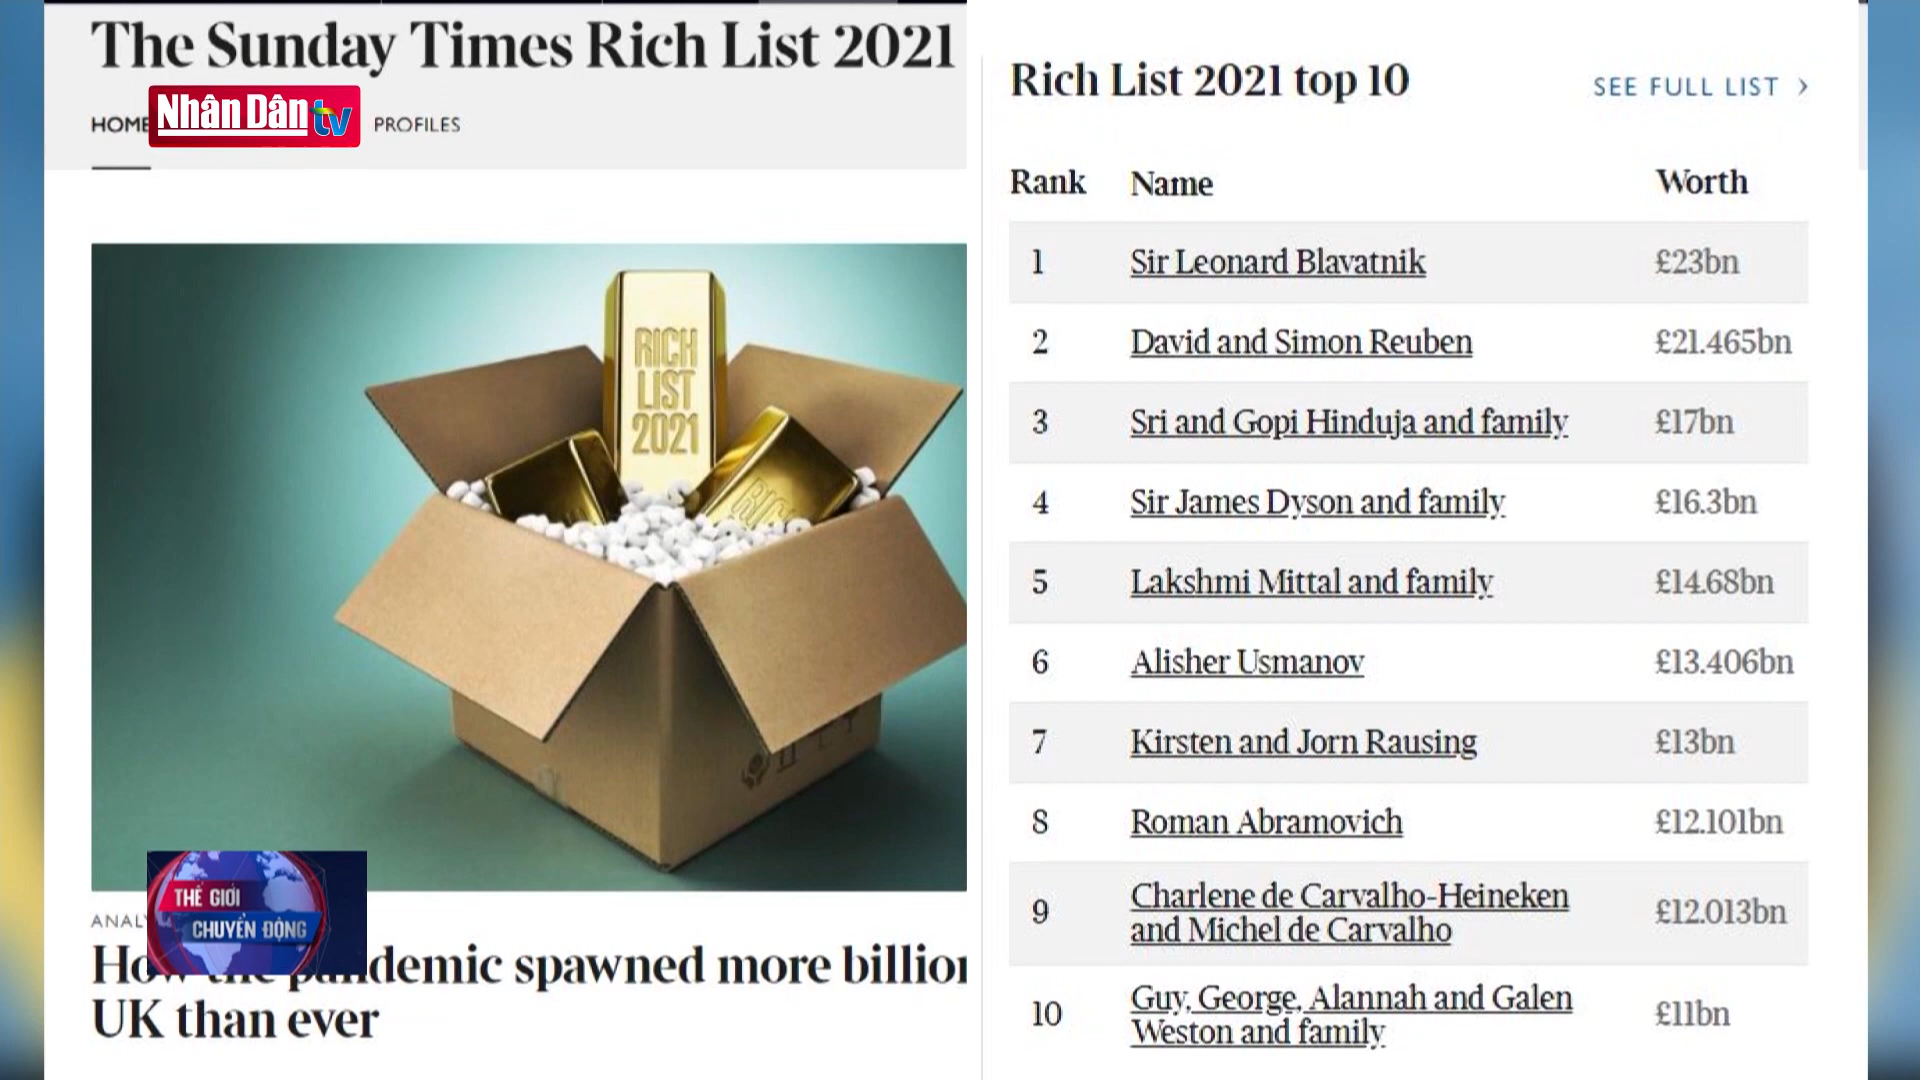 The Sunday Times Rich List 2021
HOME
Nhân Dân tv
PROFILES
RICH
LIST
2021
RICH
THẾ GIỚI
CHUYỂN ĐỘNG
How the pandemic spawned more
UK than ever
Rich List 2021 top 10
SEE FULL LIST >
Rank Name Worth
1 Sir Leonard Blavatnik £23bn
2 David and Simon Reuben £21.465bn
3 Sri and Gopi Hinduja and family £17bn
4 Sir James Dyson and family £16.3bn
5 Lakshmi Mittal and family £14.68bn
6 Alisher Usmanov £13.406bn
7 Kirsten and Jorn Rausing £13bn
8 Roman Abramovich £12.101bn
9 Charlene de Carvalho-Heineken
and Michel de Carvalho £12.013bn
10 Guy, George, Alannah and Galen
Weston and family £11bn